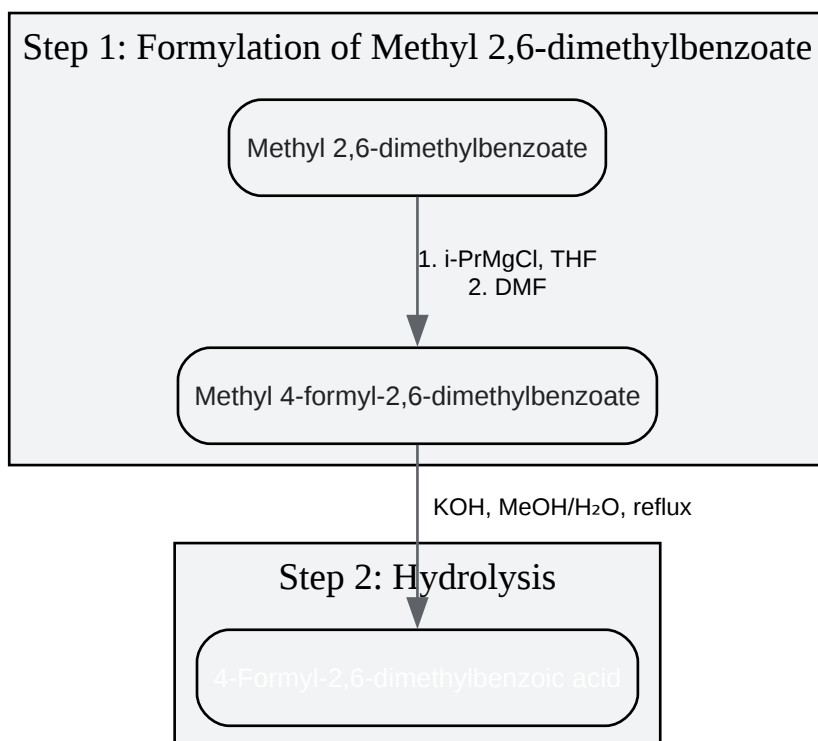 Step 1: Formylation of Methyl 2,6-dimethylbenzoate
Methyl 2,6-dimethylbenzoate
1. i-PrMgCl, THF
2. DMF
Methyl 4-formyl-2,6-dimethylbenzoate
KOH, MeOH/H₂O, reflux
Step 2: Hydrolysis
4-Formyl-2,6-dimethylbenzoic acid